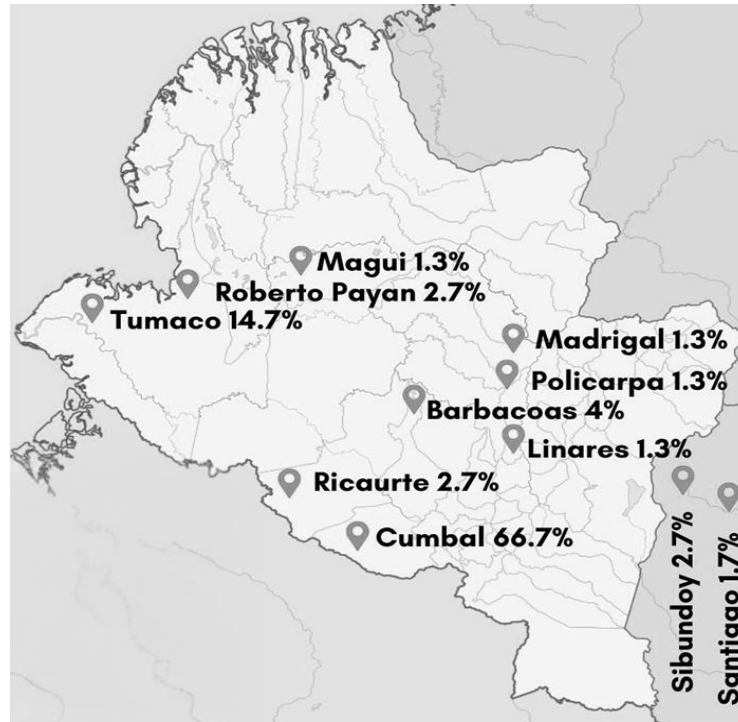 Magui 1.3%
Roberto Payan 2.7%
Tumaco 14.7%
Madrigal 1.3%
Policarpa 1.3%
Barbacoas 4%
Linares 1.3%
Ricaurte 2.7%
Cumbal 66.7%
Sibundoy 2.7%
Santiago 1.7%